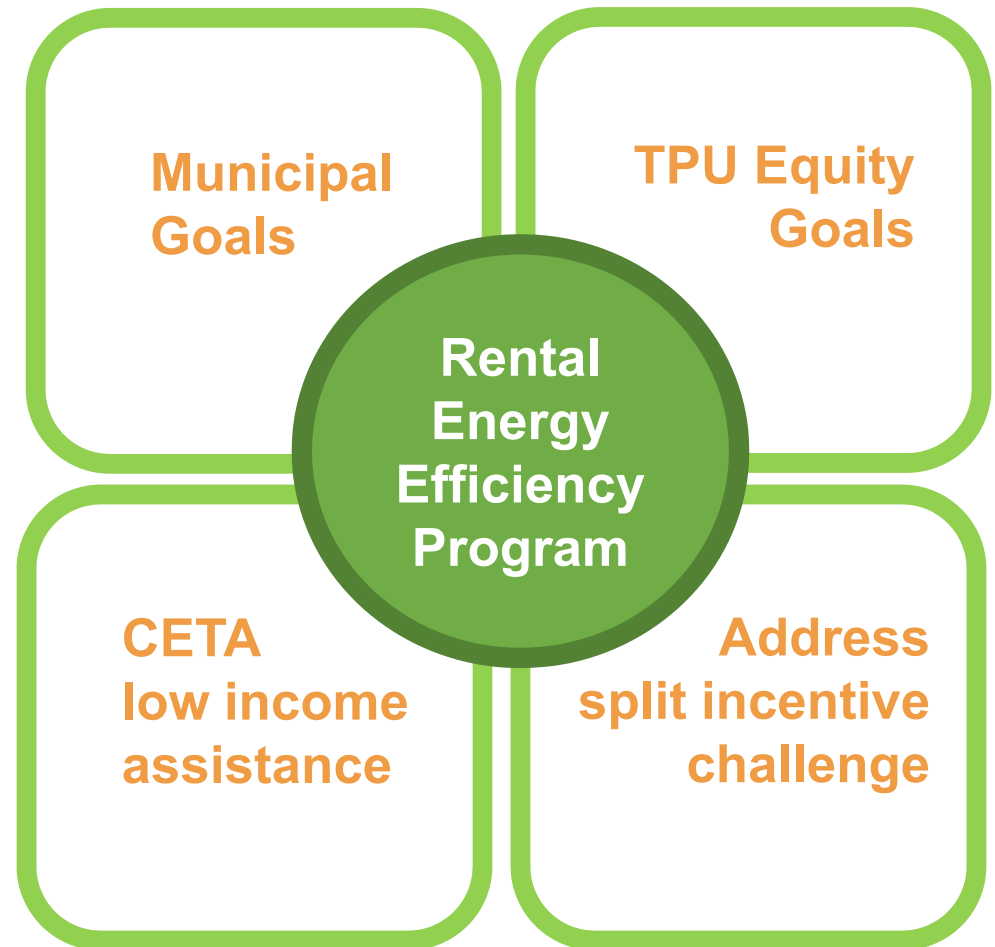 Municipal
Goals
TPU Equity
Goals
Rental
Energy
Efficiency
Program
CETA
low income
assistance
Address
split incentive
challenge